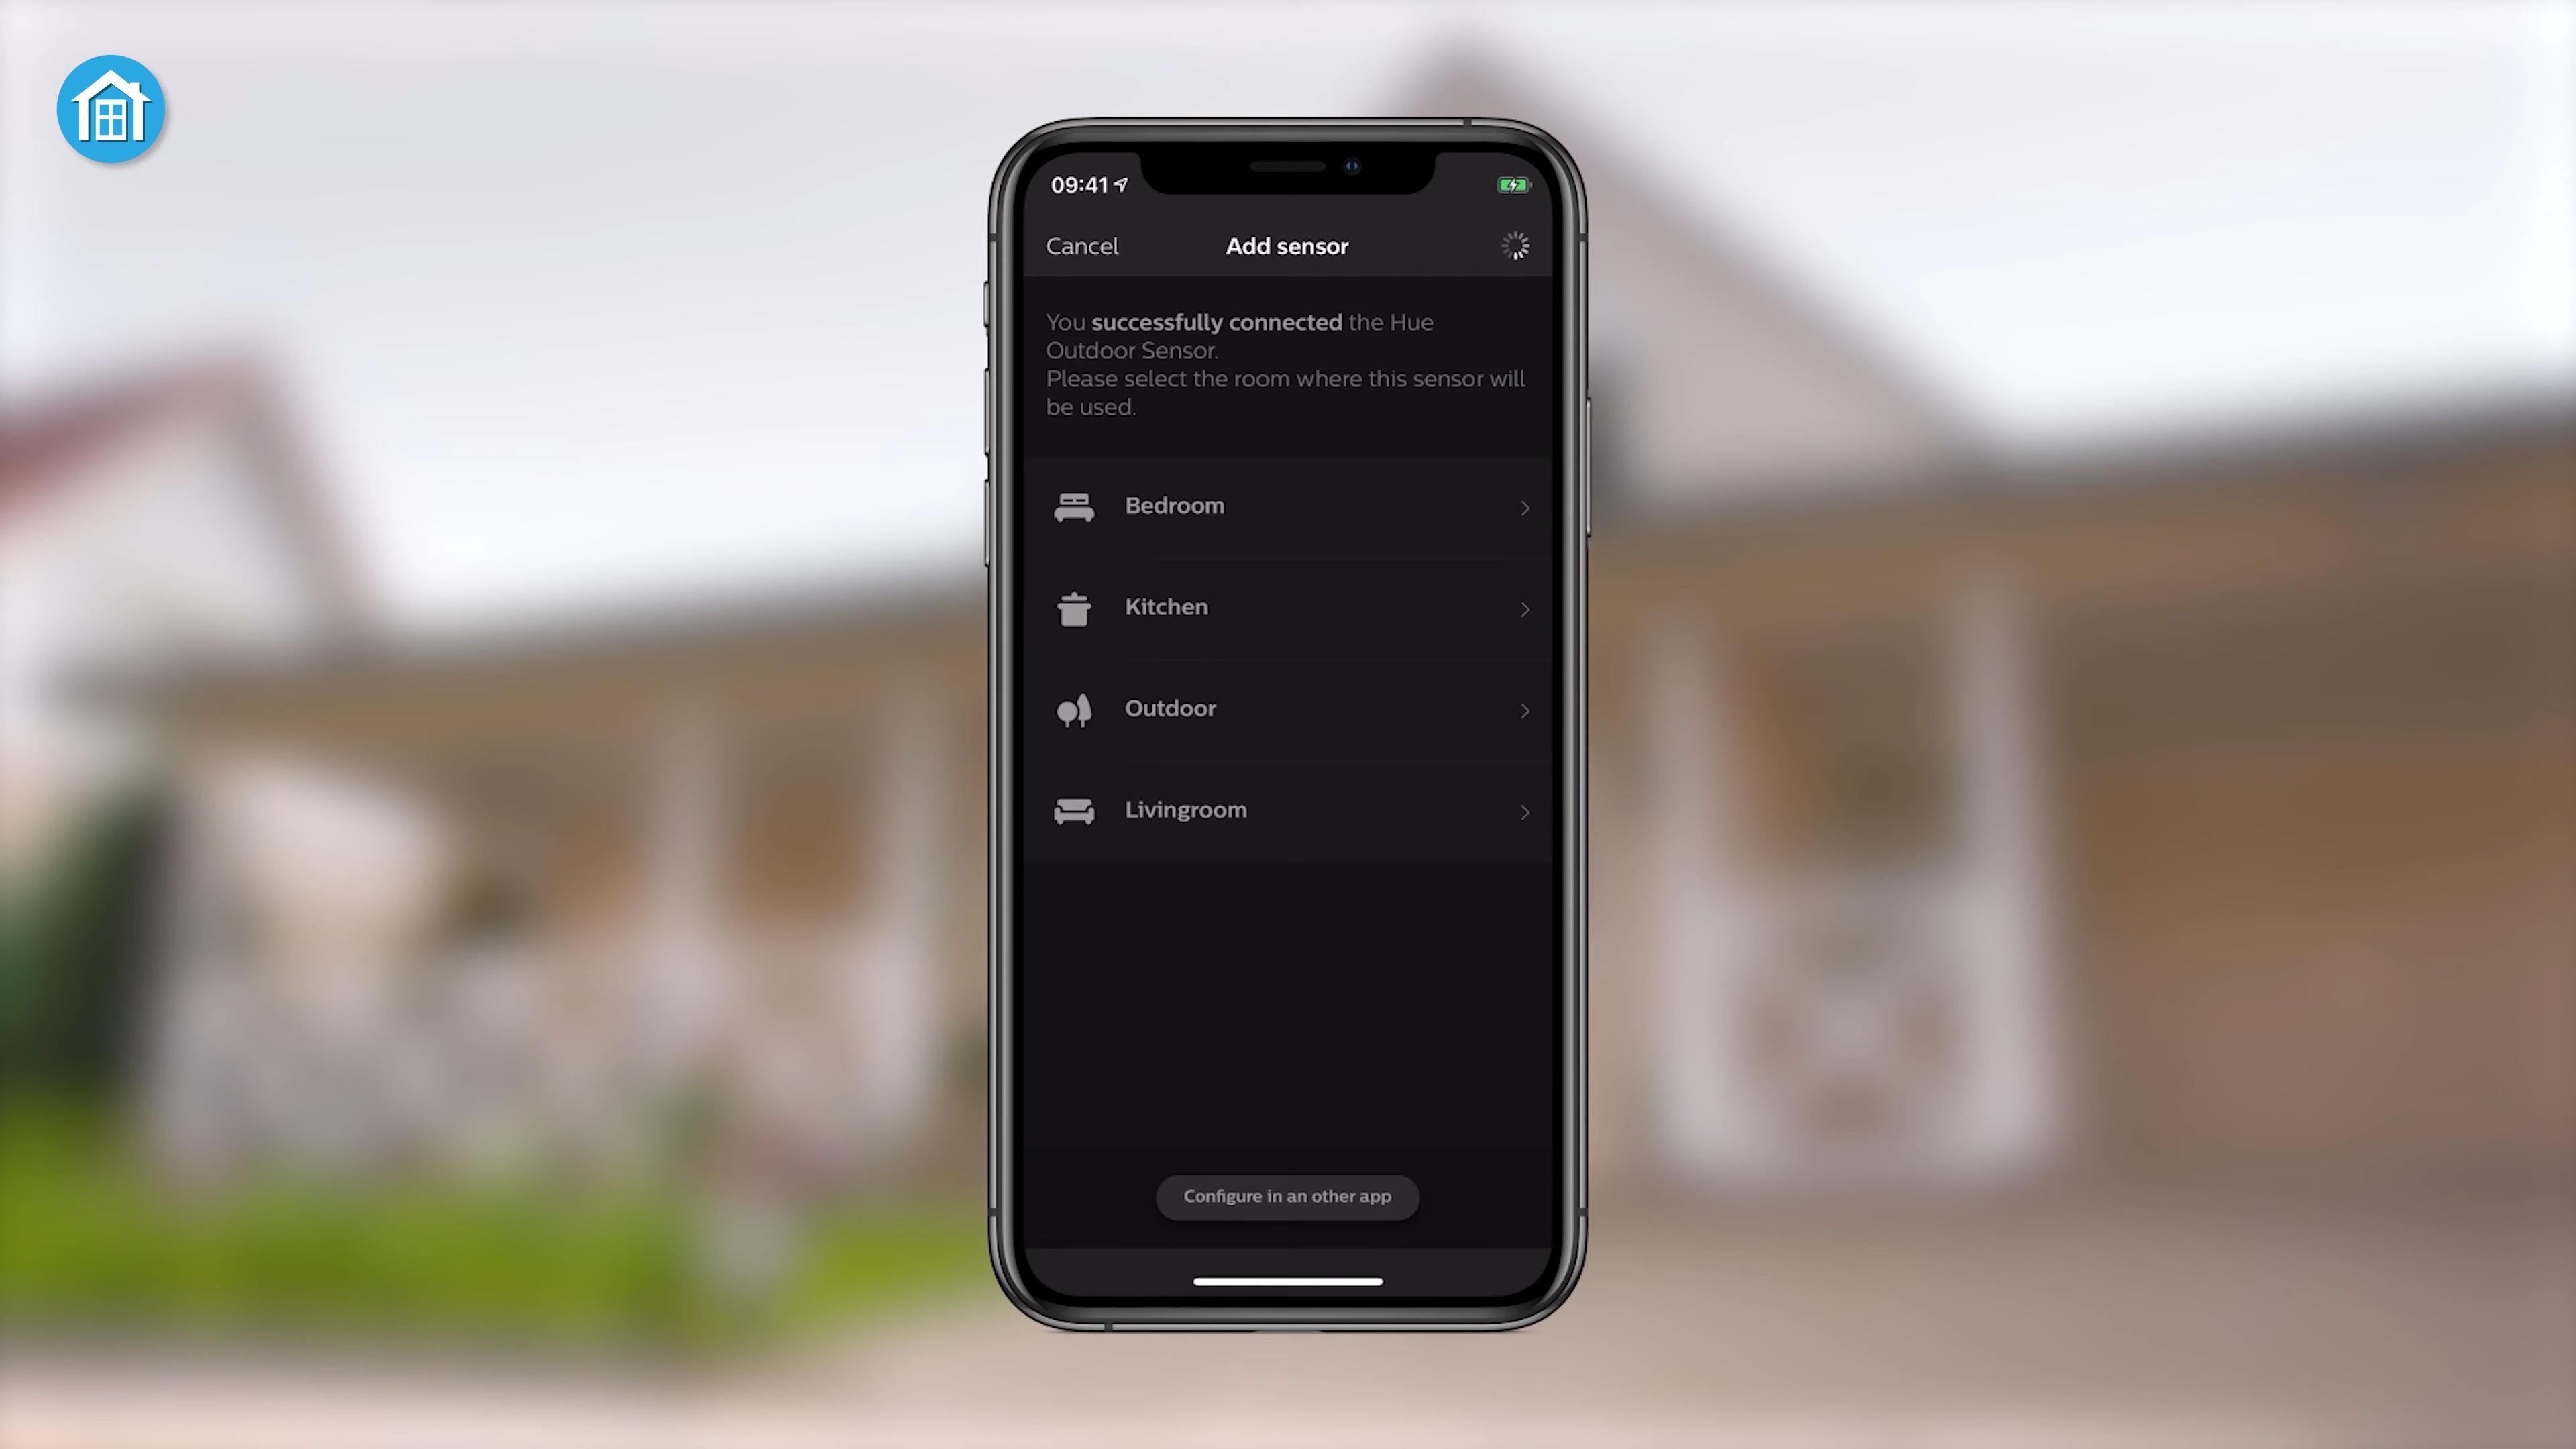 09:41
Cancel
Add sensor
You successfully connected the Hue
Outdoor Sensor.
Please select the room where this sensor will
be used.
Bedroom
Kitchen
Outdoor
Livingroom
Configure in an other app